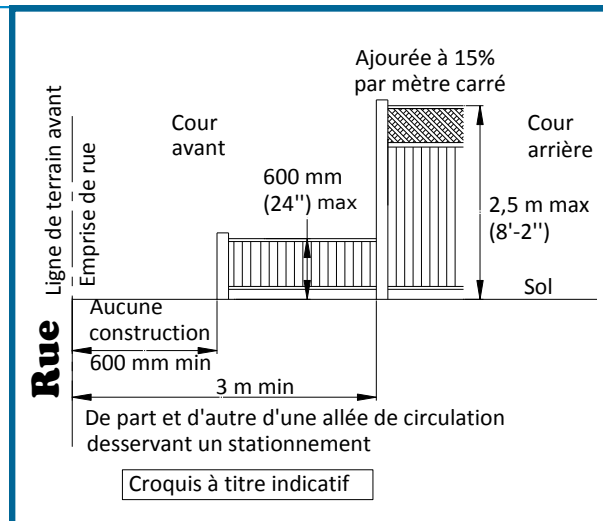 Ajourée à 15%
par mètre carré
Cour
avant
Cour
arrière
Ligne de terrain avant
Emprise de rue
600 mm
(24'') max
2,5 m max
(8'-2'')
Sol
Rue
Aucune
construction
600 mm min
3 m min
De part et d'autre d'une allée de circulation
desservant un stationnement
Croquis à titre indicatif